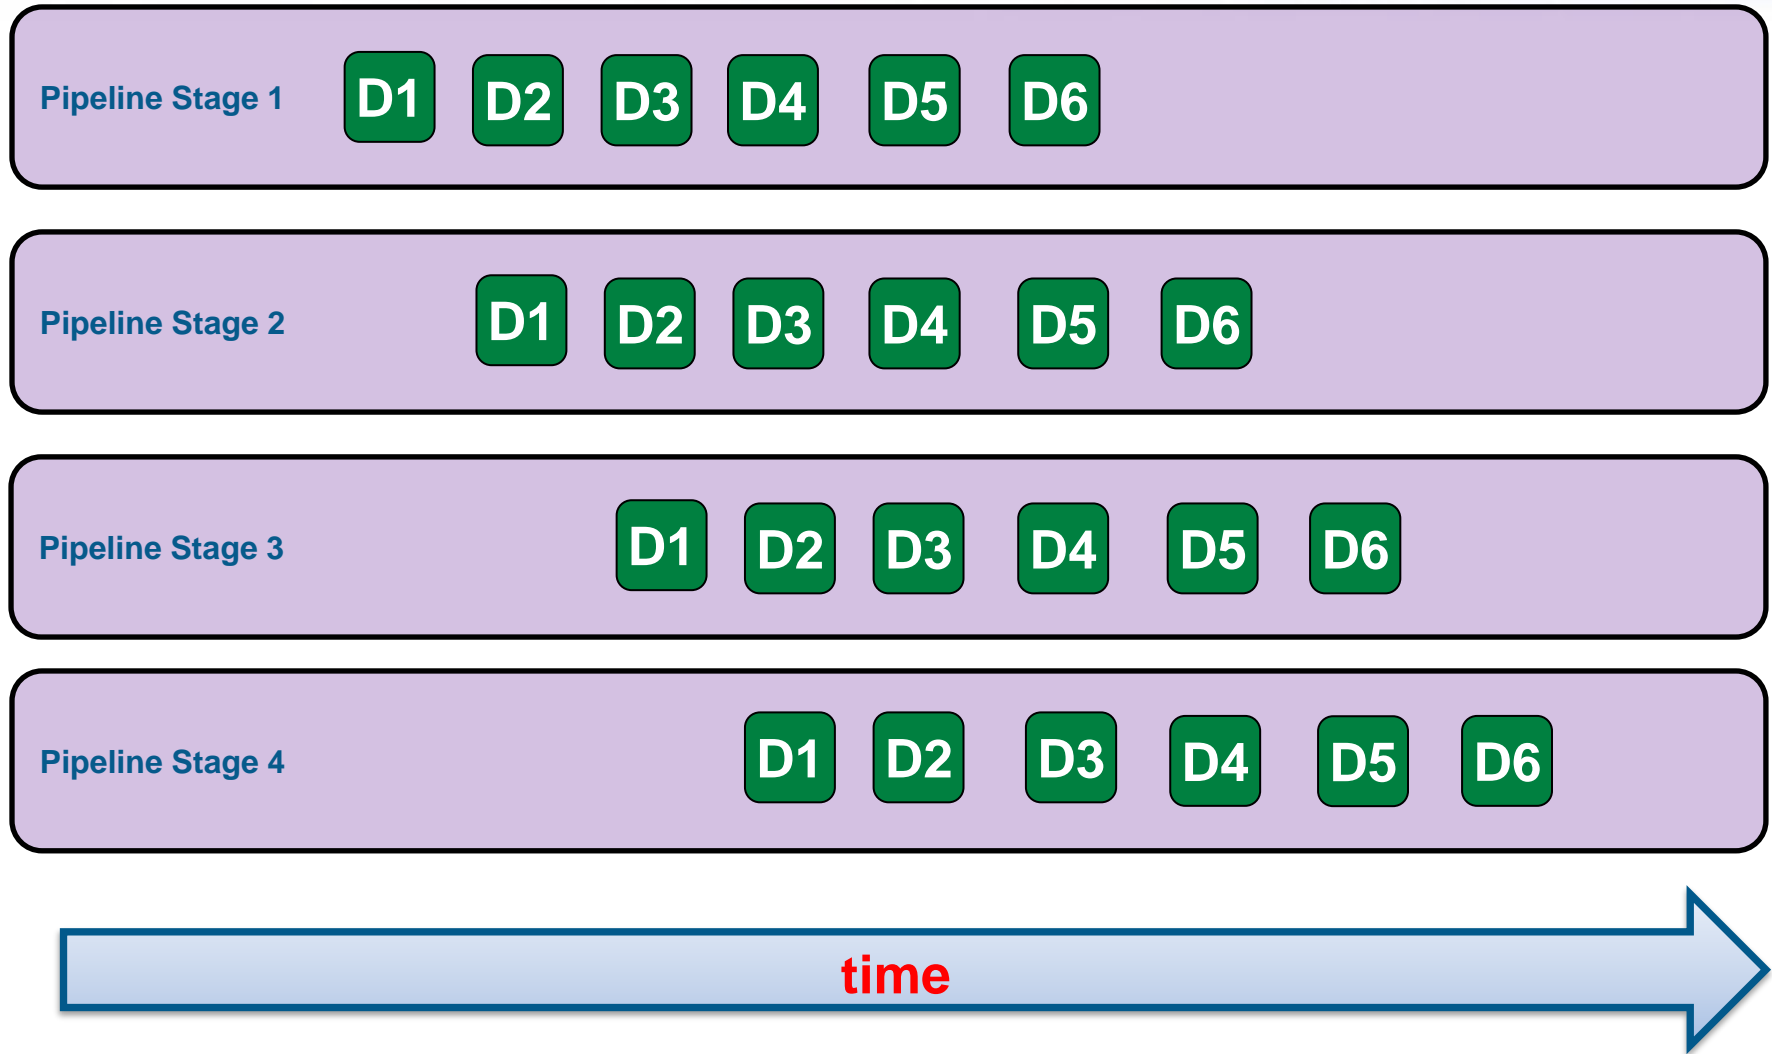 Pipeline Stage 1 D1 D2 D3 D4 D5 D6
Pipeline Stage 2 D1 D2 D3 D4 D5 D6
Pipeline Stage 3 D1 D2 D3 D4 D5 D6
Pipeline Stage 4 D1 D2 D3 D4 D5 D6
time